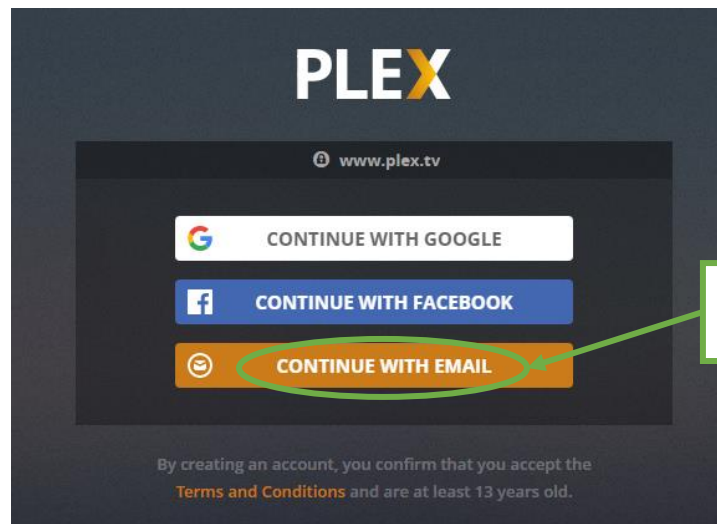 PLEX
www.plex.tv
CONTINUE WITH GOOGLE
CONTINUE WITH FACEBOOK
CONTINUE WITH EMAIL
By creating an account, you confirm that you accept the
Terms and Conditions and are at least 13 years old.